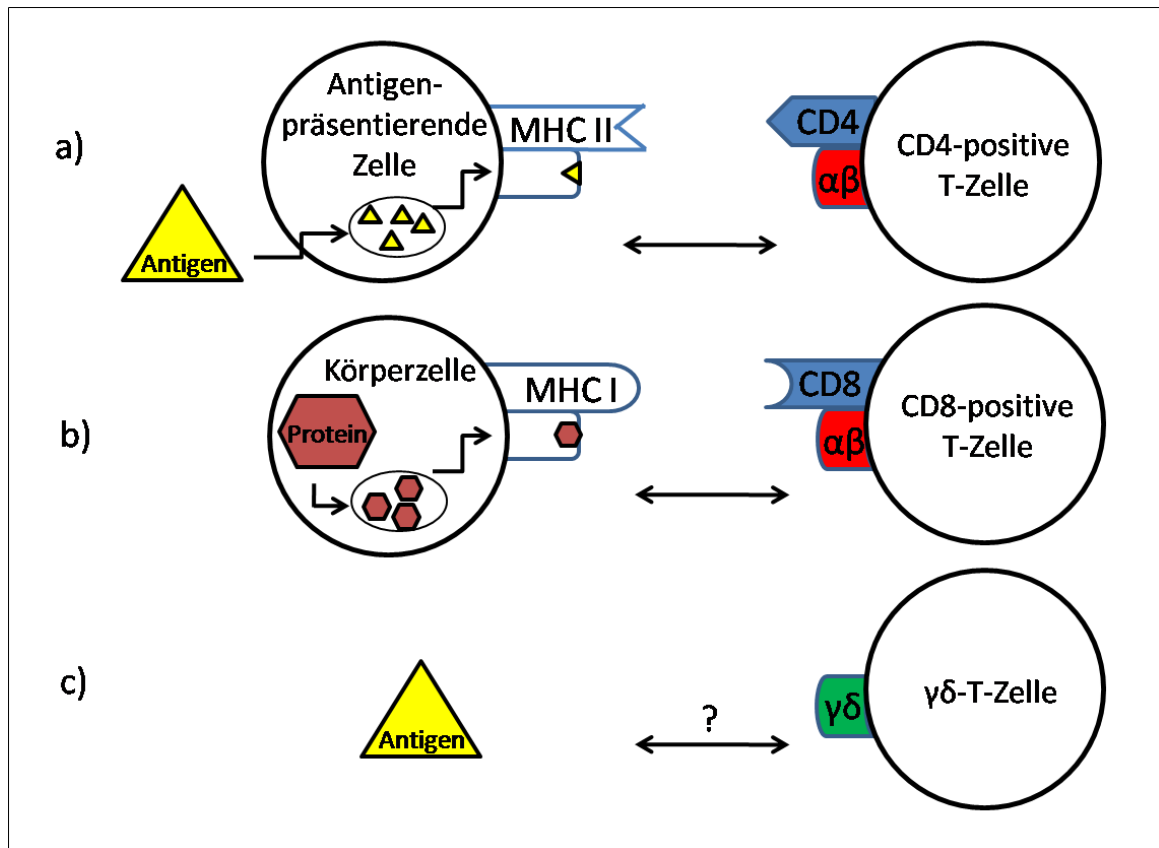 a)
Antigen
Antigen-
präsentierende
Zelle
MHC II
CD4
αβ
CD4-positive
T-Zelle
b)
Körperzelle
Protein
MHC I
CD8
αβ
CD8-positive
T-Zelle
c)
Antigen
?
γδ
γδ-T-Zelle